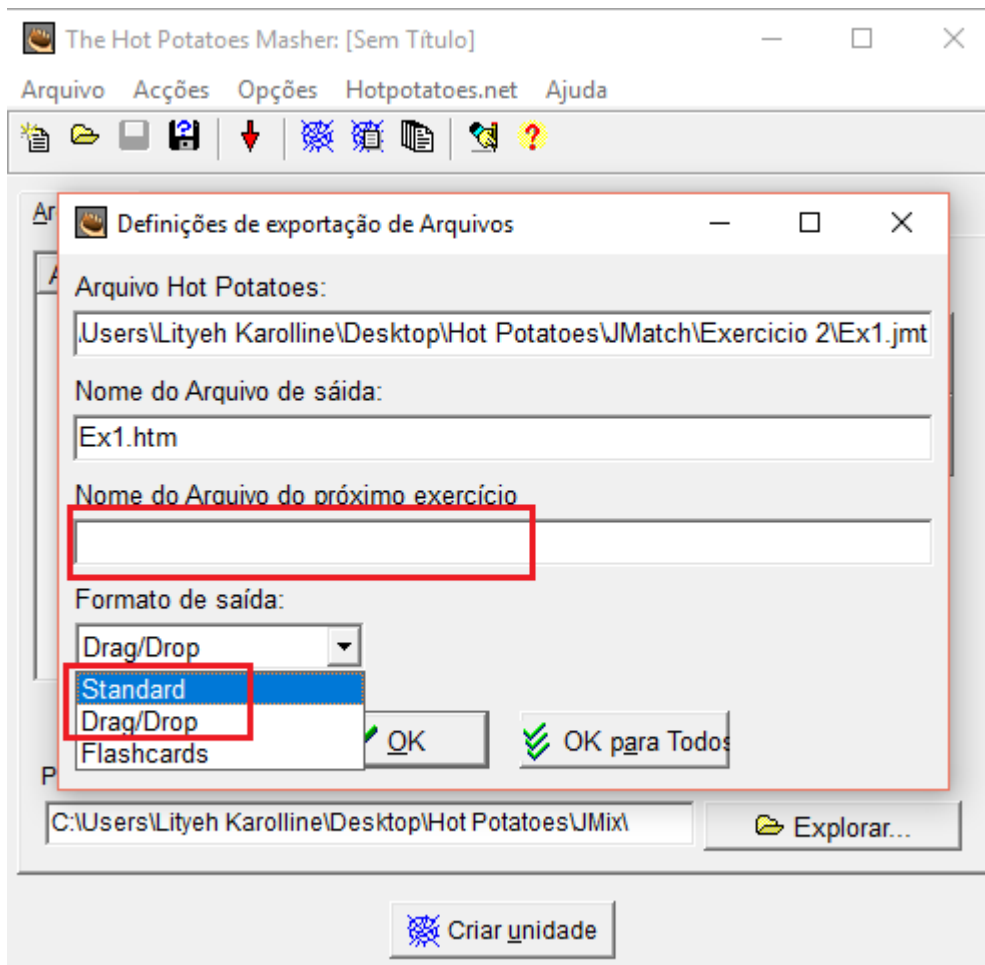 The Hot Potatoes Masher: [Sem Título]
Arquivo Acções Opções Hotpotatoes.net Ajuda
Ar
Definições de exportação de Arquivos
A
Arquivo Hot Potatoes:
\Users\Lityeh Karolline\Desktop\Hot Potatoes\JMatch\Exercicio 2\Ex1.jmt
Nome do Arquivo de sáida:
Ex1.htm
Nome do Arquivo do próximo exercício
Formato de saída:
Drag/Drop
Standard
Drag/Drop
Flashcards
OK
OK para Todos
P
C:\Users\Lityeh Karolline\Desktop\Hot Potatoes\JMix\
Explorar...
Criar unidade